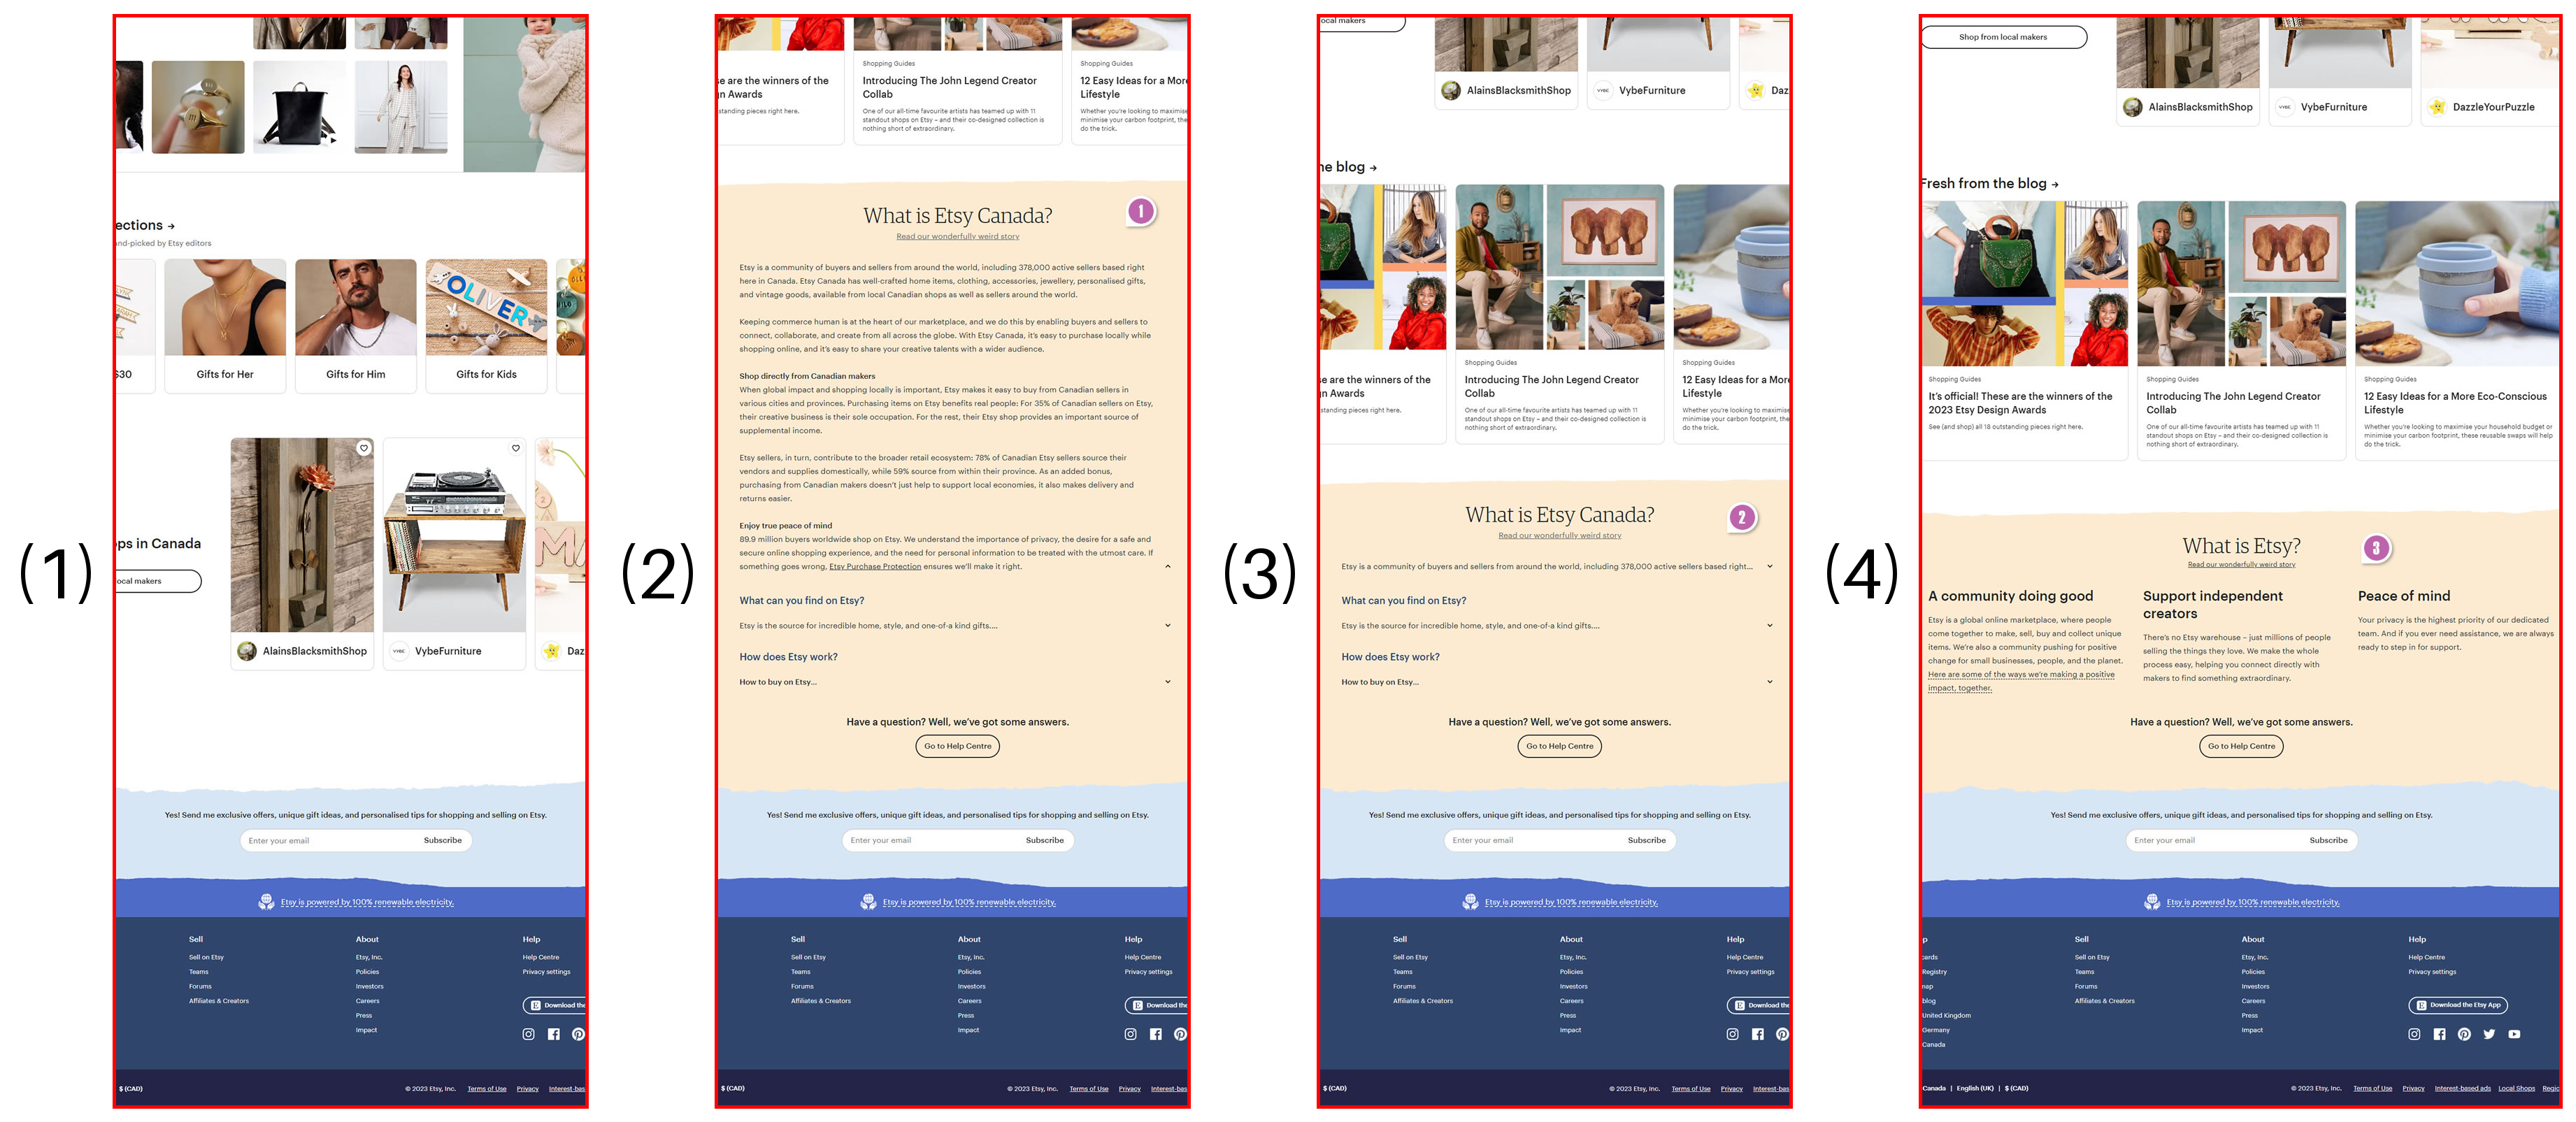 (1)
ections →
and-picked by Etsy editors
$30
Gifts for Her
Gifts for Him
OLIVER
Gifts for Kids
ps in Canada
ocal makers
AlainsBlacksmithShop
VYBE
VybeFurniture
Daz
Yes! Send me exclusive offers, unique gift ideas, and personalised tips for shopping and selling on Etsy.
Enter your email
Subscribe
Etsy is powered by 100% renewable electricity.
Sell
Sell on Etsy
Teams
Forums
Affiliates & Creators
About
Etsy, Inc.
Policies
Investors
Careers
Press
Impact
Help
Help Centre
Privacy settings
Download the
$ (CAD)
© 2023 Etsy, Inc.
Terms of Use
Privacy
Interest-bas
(2)
se are the winners of the
gn Awards
standing pieces right here.
Shopping Guides
Introducing The John Legend Creator
Collab
One of our all-time favourite artists has teamed up with 11
standout shops on Etsy – and their co-designed collection is
nothing short of extraordinary.
Shopping Guides
12 Easy Ideas for a More
Lifestyle
Whether you're looking to maximise
minimise your carbon footprint, the
do the trick.
What is Etsy Canada?
1
Read our wonderfully weird story
Etsy is a community of buyers and sellers from around the world, including 378,000 active sellers based right
here in Canada. Etsy Canada has well-crafted home items, clothing, accessories, jewellery, personalised gifts,
and vintage goods, available from local Canadian shops as well as sellers around the world.
Keeping commerce human is at the heart of our marketplace, and we do this by enabling buyers and sellers to
connect, collaborate, and create from all across the globe. With Etsy Canada, it's easy to purchase locally while
shopping online, and it's easy to share your creative talents with a wider audience.
Shop directly from Canadian makers
When global impact and shopping locally is important, Etsy makes it easy to buy from Canadian sellers in
various cities and provinces. Purchasing items on Etsy benefits real people: For 35% of Canadian sellers on Etsy,
their creative business is their sole occupation. For the rest, their Etsy shop provides an important source of
supplemental income.
Etsy sellers, in turn, contribute to the broader retail ecosystem: 78% of Canadian Etsy sellers source their
vendors and supplies domestically, while 59% source from within their province. As an added bonus,
purchasing from Canadian makers doesn't just help to support local economies, it also makes delivery and
returns easier.
Enjoy true peace of mind
89.9 million buyers worldwide shop on Etsy. We understand the importance of privacy, the desire for a safe and
secure online shopping experience, and the need for personal information to be treated with the utmost care. If
something goes wrong, Etsy Purchase Protection ensures we'll make it right.
What can you find on Etsy?
Etsy is the source for incredible home, style, and one-of-a kind gifts....
How does Etsy work?
How to buy on Etsy...
Have a question? Well, we've got some answers.
Go to Help Centre
Yes! Send me exclusive offers, unique gift ideas, and personalised tips for shopping and selling on Etsy.
Enter your email
Subscribe
Etsy is powered by 100% renewable electricity.
Sell
Sell on Etsy
Teams
Forums
Affiliates & Creators
About
Etsy, Inc.
Policies
Investors
Careers
Press
Impact
Help
Help Centre
Privacy settings
Download the
$ (CAD)
© 2023 Etsy, Inc.
Terms of Use
Privacy
Interest-bas
(3)
ocal makers
AlainsBlacksmithShop
VYBE
VybeFurniture
Daz
he blog →
se are the winners of the
gn Awards
standing pieces right here.
Shopping Guides
Introducing The John Legend Creator
Collab
One of our all-time favourite artists has teamed up with 11
standout shops on Etsy – and their co-designed collection is
nothing short of extraordinary.
Shopping Guides
12 Easy Ideas for a More
Lifestyle
Whether you're looking to maximise
minimise your carbon footprint, the
do the trick.
What is Etsy Canada?
2
Read our wonderfully weird story
Etsy is a community of buyers and sellers from around the world, including 378,000 active sellers based right...
What can you find on Etsy?
Etsy is the source for incredible home, style, and one-of-a kind gifts....
How does Etsy work?
How to buy on Etsy...
Have a question? Well, we've got some answers.
Go to Help Centre
Yes! Send me exclusive offers, unique gift ideas, and personalised tips for shopping and selling on Etsy.
Enter your email
Subscribe
Etsy is powered by 100% renewable electricity.
Sell
Sell on Etsy
Teams
Forums
Affiliates & Creators
About
Etsy, Inc.
Policies
Investors
Careers
Press
Impact
Help
Help Centre
Privacy settings
Download the
$ (CAD)
© 2023 Etsy, Inc.
Terms of Use
Privacy
Interest-bas
(4)
Shop from local makers
AlainsBlacksmithShop
VYBE
VybeFurniture
DazzleYourPuzzle
Fresh from the blog →
Shopping Guides
It's official! These are the winners of the
2023 Etsy Design Awards
See (and shop) all 18 outstanding pieces right here.
Shopping Guides
Introducing The John Legend Creator
Collab
One of our all-time favourite artists has teamed up with 11
standout shops on Etsy – and their co-designed collection is
nothing short of extraordinary.
Shopping Guides
12 Easy Ideas for a More Eco-Conscious
Lifestyle
Whether you're looking to maximise your household budget or
minimise your carbon footprint, these reusable swaps will help
do the trick.
What is Etsy?
3
Read our wonderfully weird story
A community doing good
Etsy is a global online marketplace, where people
come together to make, sell, buy and collect unique
items. We're also a community pushing for positive
change for small businesses, people, and the planet.
Here are some of the ways we're making a positive
impact, together.
Support independent
creators
There's no Etsy warehouse – just millions of people
selling the things they love. We make the whole
process easy, helping you connect directly with
makers to find something extraordinary.
Peace of mind
Your privacy is the highest priority of our dedicated
team. And if you ever need assistance, we are always
ready to step in for support.
Have a question? Well, we've got some answers.
Go to Help Centre
Yes! Send me exclusive offers, unique gift ideas, and personalised tips for shopping and selling on Etsy.
Enter your email
Subscribe
Etsy is powered by 100% renewable electricity.
p
cards
Registry
map
blog
United Kingdom
Germany
Canada
Sell
Sell on Etsy
Teams
Forums
Affiliates & Creators
About
Etsy, Inc.
Policies
Investors
Careers
Press
Impact
Help
Help Centre
Privacy settings
Download the Etsy App
Canada | English (UK) | $ (CAD)
© 2023 Etsy, Inc.
Terms of Use
Privacy
Interest-based ads
Local Shops
Regio